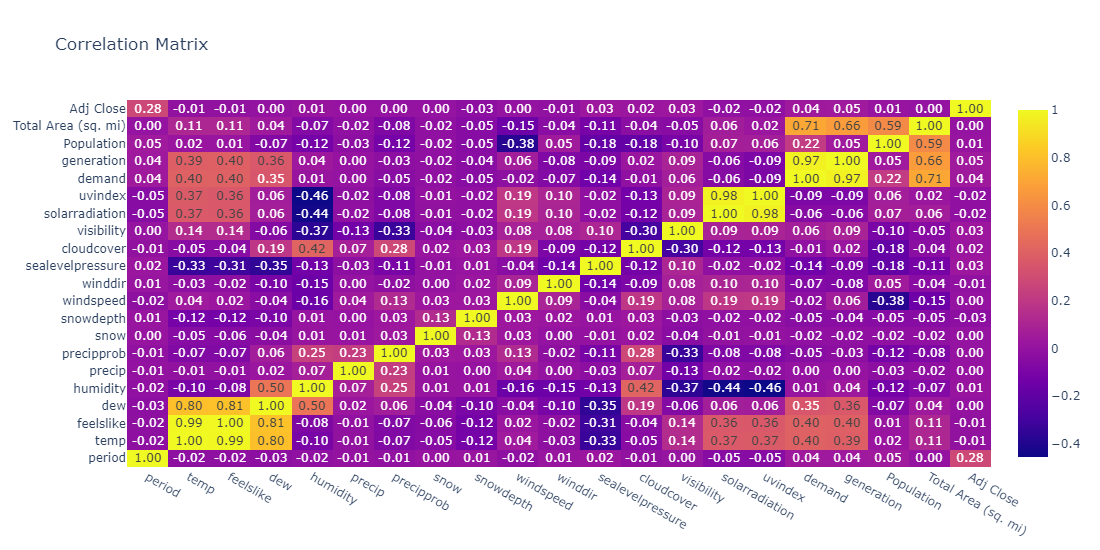 Correlation Matrix
Adj Close 0.28 −0.01 −0.01 0.00 0.01 0.00 0.00 0.00 −0.03 0.00 −0.01 0.03 0.02 0.03 −0.02 −0.02 0.04 0.05 0.01 0.00 1.00
Total Area (sq. mi) 0.00 0.11 0.11 0.04 −0.07 −0.02 −0.08 −0.02 −0.05 −0.15 −0.04 −0.11 −0.04 −0.05 0.06 0.02 0.71 0.66 0.59 1.00 0.00
Population 0.05 0.02 0.01 −0.07 −0.12 −0.03 −0.12 −0.02 −0.05 −0.38 0.05 −0.18 −0.18 −0.10 0.07 0.06 0.22 0.05 1.00 0.59 0.01
generation 0.04 0.39 0.40 0.36 0.04 0.00 −0.03 −0.02 −0.04 0.06 −0.08 −0.09 0.02 0.09 −0.06 −0.09 0.97 1.00 0.05 0.66 0.05
demand 0.04 0.40 0.40 0.35 0.01 0.00 −0.05 −0.02 −0.05 −0.02 −0.07 −0.14 −0.01 0.06 −0.06 −0.09 1.00 0.97 0.22 0.71 0.04
uvindex −0.05 0.37 0.36 0.06 −0.46 −0.02 −0.08 −0.01 −0.02 0.19 0.10 −0.02 −0.13 0.09 0.98 1.00 −0.09 −0.09 0.06 0.02 −0.02
solarradiation −0.05 0.37 0.36 0.06 −0.44 −0.02 −0.08 −0.01 −0.02 0.19 0.10 −0.02 −0.12 0.09 1.00 0.98 −0.06 −0.06 0.07 0.06 −0.02
visibility 0.00 0.14 0.14 −0.06 −0.37 −0.13 −0.33 −0.04 −0.03 0.08 0.08 0.10 −0.30 1.00 0.09 0.09 0.06 0.09 −0.10 −0.05 0.03
cloudcover −0.01 −0.05 −0.04 0.19 0.42 0.07 0.28 0.02 0.03 0.19 −0.09 −0.12 1.00 −0.30 −0.12 −0.13 −0.01 0.02 −0.18 −0.04 0.02
sealevelpressure 0.02 −0.33 −0.31 −0.35 −0.13 −0.03 −0.11 −0.01 0.01 −0.04 −0.14 1.00 −0.12 0.10 −0.02 −0.02 −0.14 −0.09 −0.18 −0.11 0.03
winddir 0.01 −0.03 −0.02 −0.10 −0.15 0.00 −0.02 0.00 0.02 0.09 1.00 −0.14 −0.09 0.08 0.10 0.10 −0.07 −0.08 0.05 −0.04 −0.01
windspeed −0.02 0.04 0.02 −0.04 −0.16 0.04 0.13 0.03 0.03 1.00 0.09 −0.04 0.19 0.08 0.19 0.19 −0.02 0.06 −0.38 −0.15 0.00
snowdepth 0.01 −0.12 −0.12 −0.10 0.01 0.00 0.03 0.13 1.00 0.03 0.02 0.01 0.03 −0.03 −0.02 −0.02 −0.05 −0.04 −0.05 −0.05 −0.03
snow 0.00 −0.05 −0.06 −0.04 0.01 0.01 0.03 1.00 0.13 0.03 0.00 −0.01 0.02 −0.04 −0.01 −0.01 −0.02 −0.02 −0.02 −0.02 0.00
precipprob −0.01 −0.07 −0.07 0.06 0.25 0.23 1.00 0.03 0.03 0.13 −0.02 −0.11 0.28 −0.33 −0.08 −0.08 −0.05 −0.03 −0.12 −0.08 0.00
precip −0.01 −0.01 −0.01 0.02 0.07 1.00 0.23 0.01 0.00 0.04 0.00 −0.03 0.07 −0.13 −0.02 −0.02 0.00 0.00 −0.03 −0.02 0.00
humidity −0.02 −0.10 −0.08 0.50 1.00 0.07 0.25 0.01 0.01 −0.16 −0.15 −0.13 0.42 −0.37 −0.44 −0.46 0.01 0.04 −0.12 −0.07 0.01
dew −0.03 0.80 0.81 1.00 0.50 0.02 0.06 −0.04 −0.10 −0.04 −0.10 −0.35 0.19 −0.06 0.06 0.06 0.35 0.36 −0.07 0.04 0.00
feelslike −0.02 0.99 1.00 0.81 −0.08 −0.01 −0.07 −0.06 −0.12 0.02 −0.02 −0.31 −0.04 0.14 0.36 0.36 0.40 0.40 0.01 0.11 −0.01
temp −0.02 1.00 0.99 0.80 −0.10 −0.01 −0.07 −0.05 −0.12 0.04 −0.03 −0.33 −0.05 0.14 0.37 0.37 0.40 0.39 0.02 0.11 −0.01
period 1.00 −0.02 −0.02 −0.03 −0.02 −0.01 −0.01 0.00 0.01 −0.02 0.01 0.02 −0.01 0.00 −0.05 −0.05 0.04 0.04 0.05 0.00 0.28
period temp feelslike dew humidity precip precipprob snow snowdepth windspeed winddir sealevelpressure cloudcover visibility solarradiation uvindex demand generation Population Total Area (sq. mi) Adj Close
1
0.8
0.6
0.4
0.2
0
−0.2
−0.4